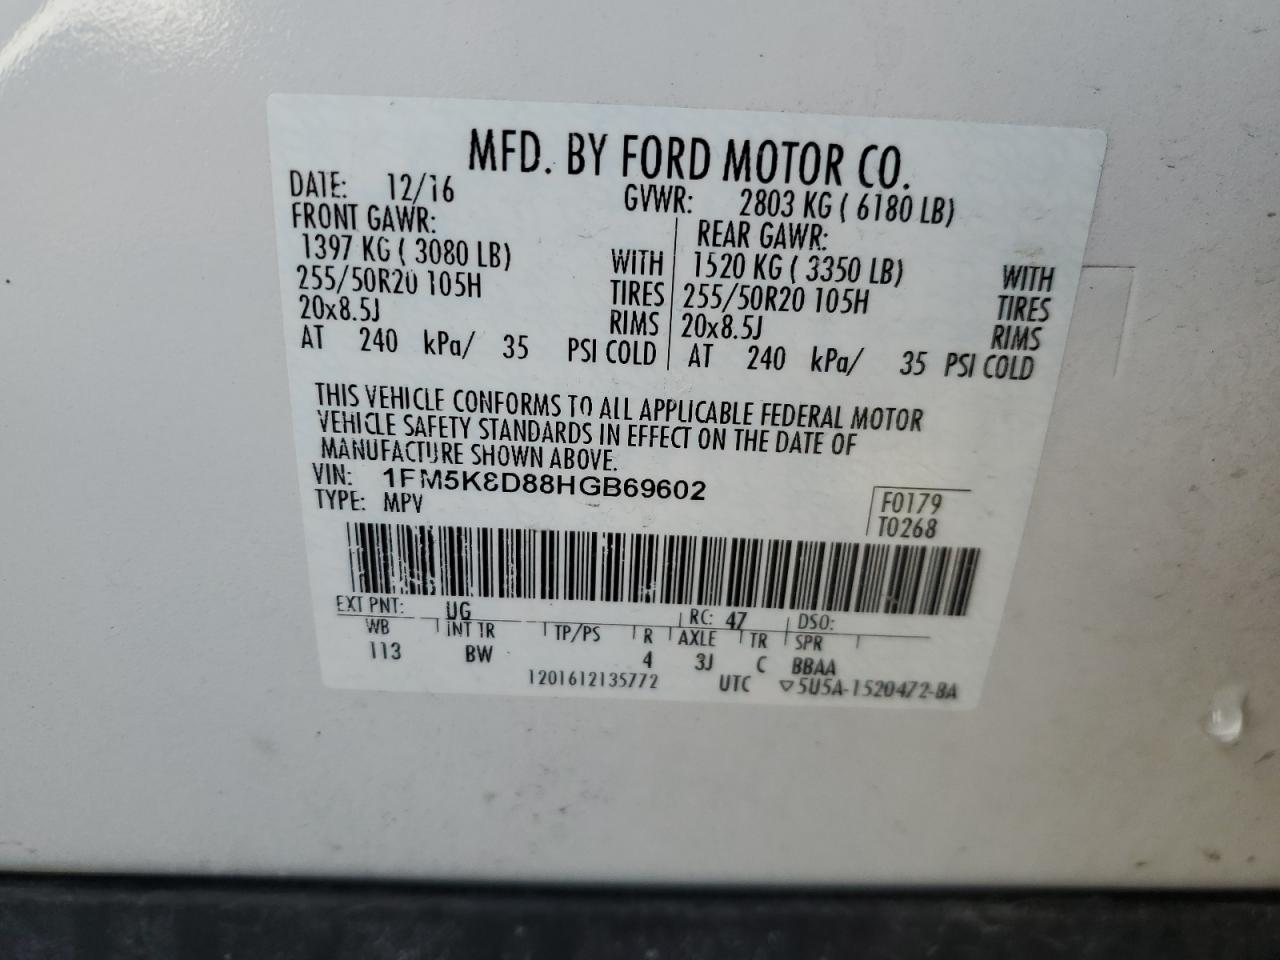 MFD. BY FORD MOTOR CO.
DATE: 12/16 GVWR: 2803 KG ( 6180 LB)
FRONT GAWR: REAR GAWR:
1397 KG ( 3080 LB) WITH 1520 KG ( 3350 LB) WITH
255/50R20 105H TIRES 255/50R20 105H TIRES
20x8.5J RIMS 20x8.5J RIMS
AT 240 kPa/ 35 PSI COLD AT 240 kPa/ 35 PSI COLD
THIS VEHICLE CONFORMS TO ALL APPLICABLE FEDERAL MOTOR
VEHICLE SAFETY STANDARDS IN EFFECT ON THE DATE OF
MANUFACTURE SHOWN ABOVE.
VIN: 1FM5K8D88HGB69602
TYPE: MPV
F0179
T0268
EXT PNT: UG RC: 47 DSO:
WB INT TR TP/PS R AXLE TR SPR
113 BW 4 3J C BBAA
1201612135772 UTC ▽5U5A-1520472-BA